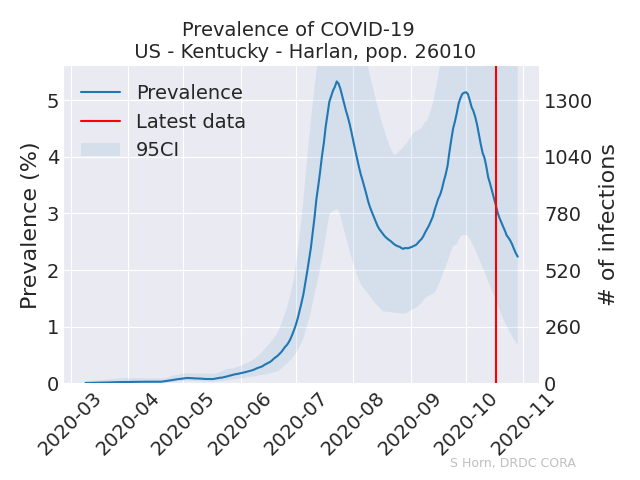 Prevalence of COVID-19
US - Kentucky - Harlan, pop. 26010
Prevalence
Latest data
95CI
Prevalence (%)
5
4
3
2
1
0
1300
1040
780
520
260
0
# of infections
2020-03
2020-04
2020-05
2020-06
2020-07
2020-08
2020-09
2020-10
2020-11
S Horn, DRDC CORA